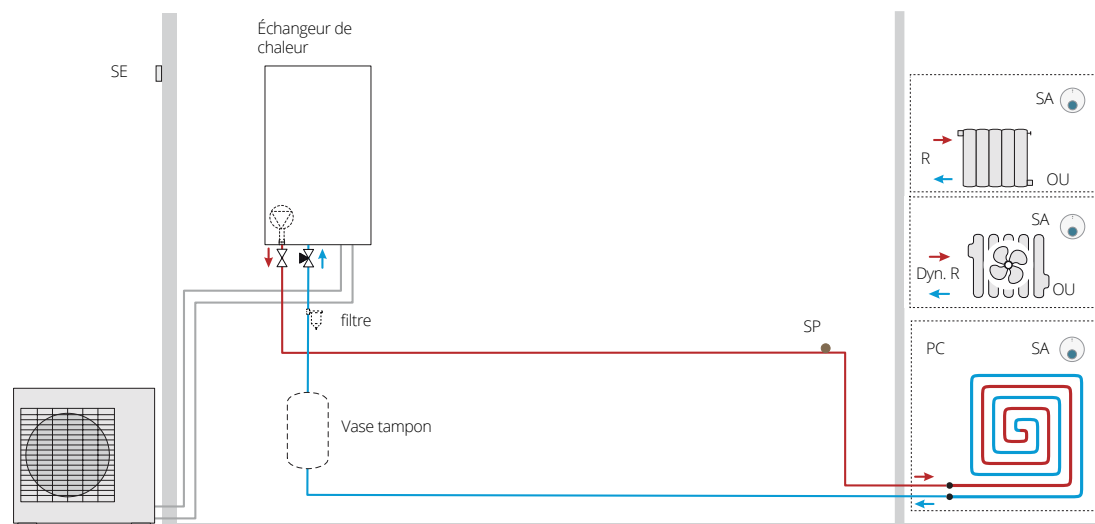 Échangeur de
chaleur
SE
SA
R
OU
SA
Dyn. R
OU
filtre
SP
PC
SA
Vase tampon